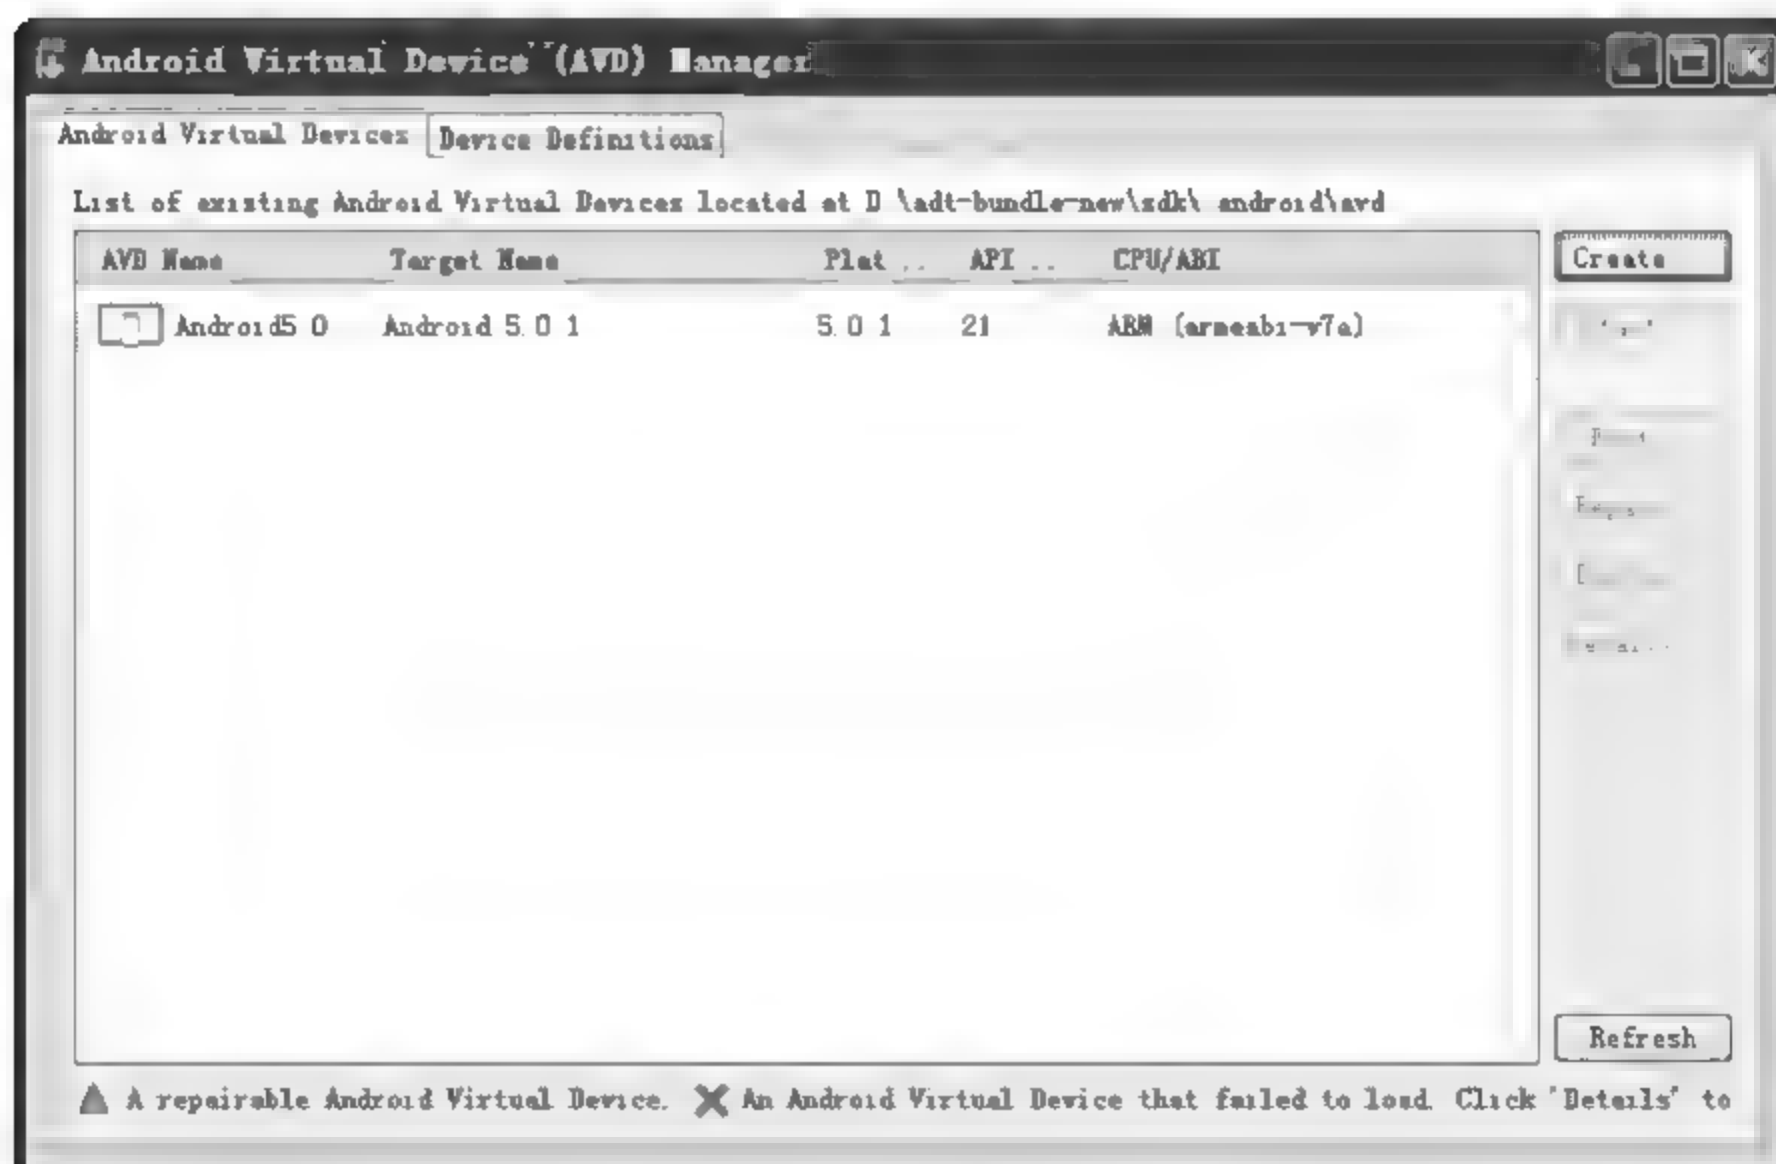 Android Virtual Device (AVD) Manager
Android Virtual Devices Device Definitions
List of existing Android Virtual Devices located at D \adt-bundle-new\sdk\ android\avd
AVD Name Target Name Plat .. API .. CPU/ABI
Create
Android5 0 Android 5.0 1 5.0 1 21 ARM (armeabi-v7a)
Refresh
A repairable Android Virtual Device. An Android Virtual Device that failed to load. Click "Details" to